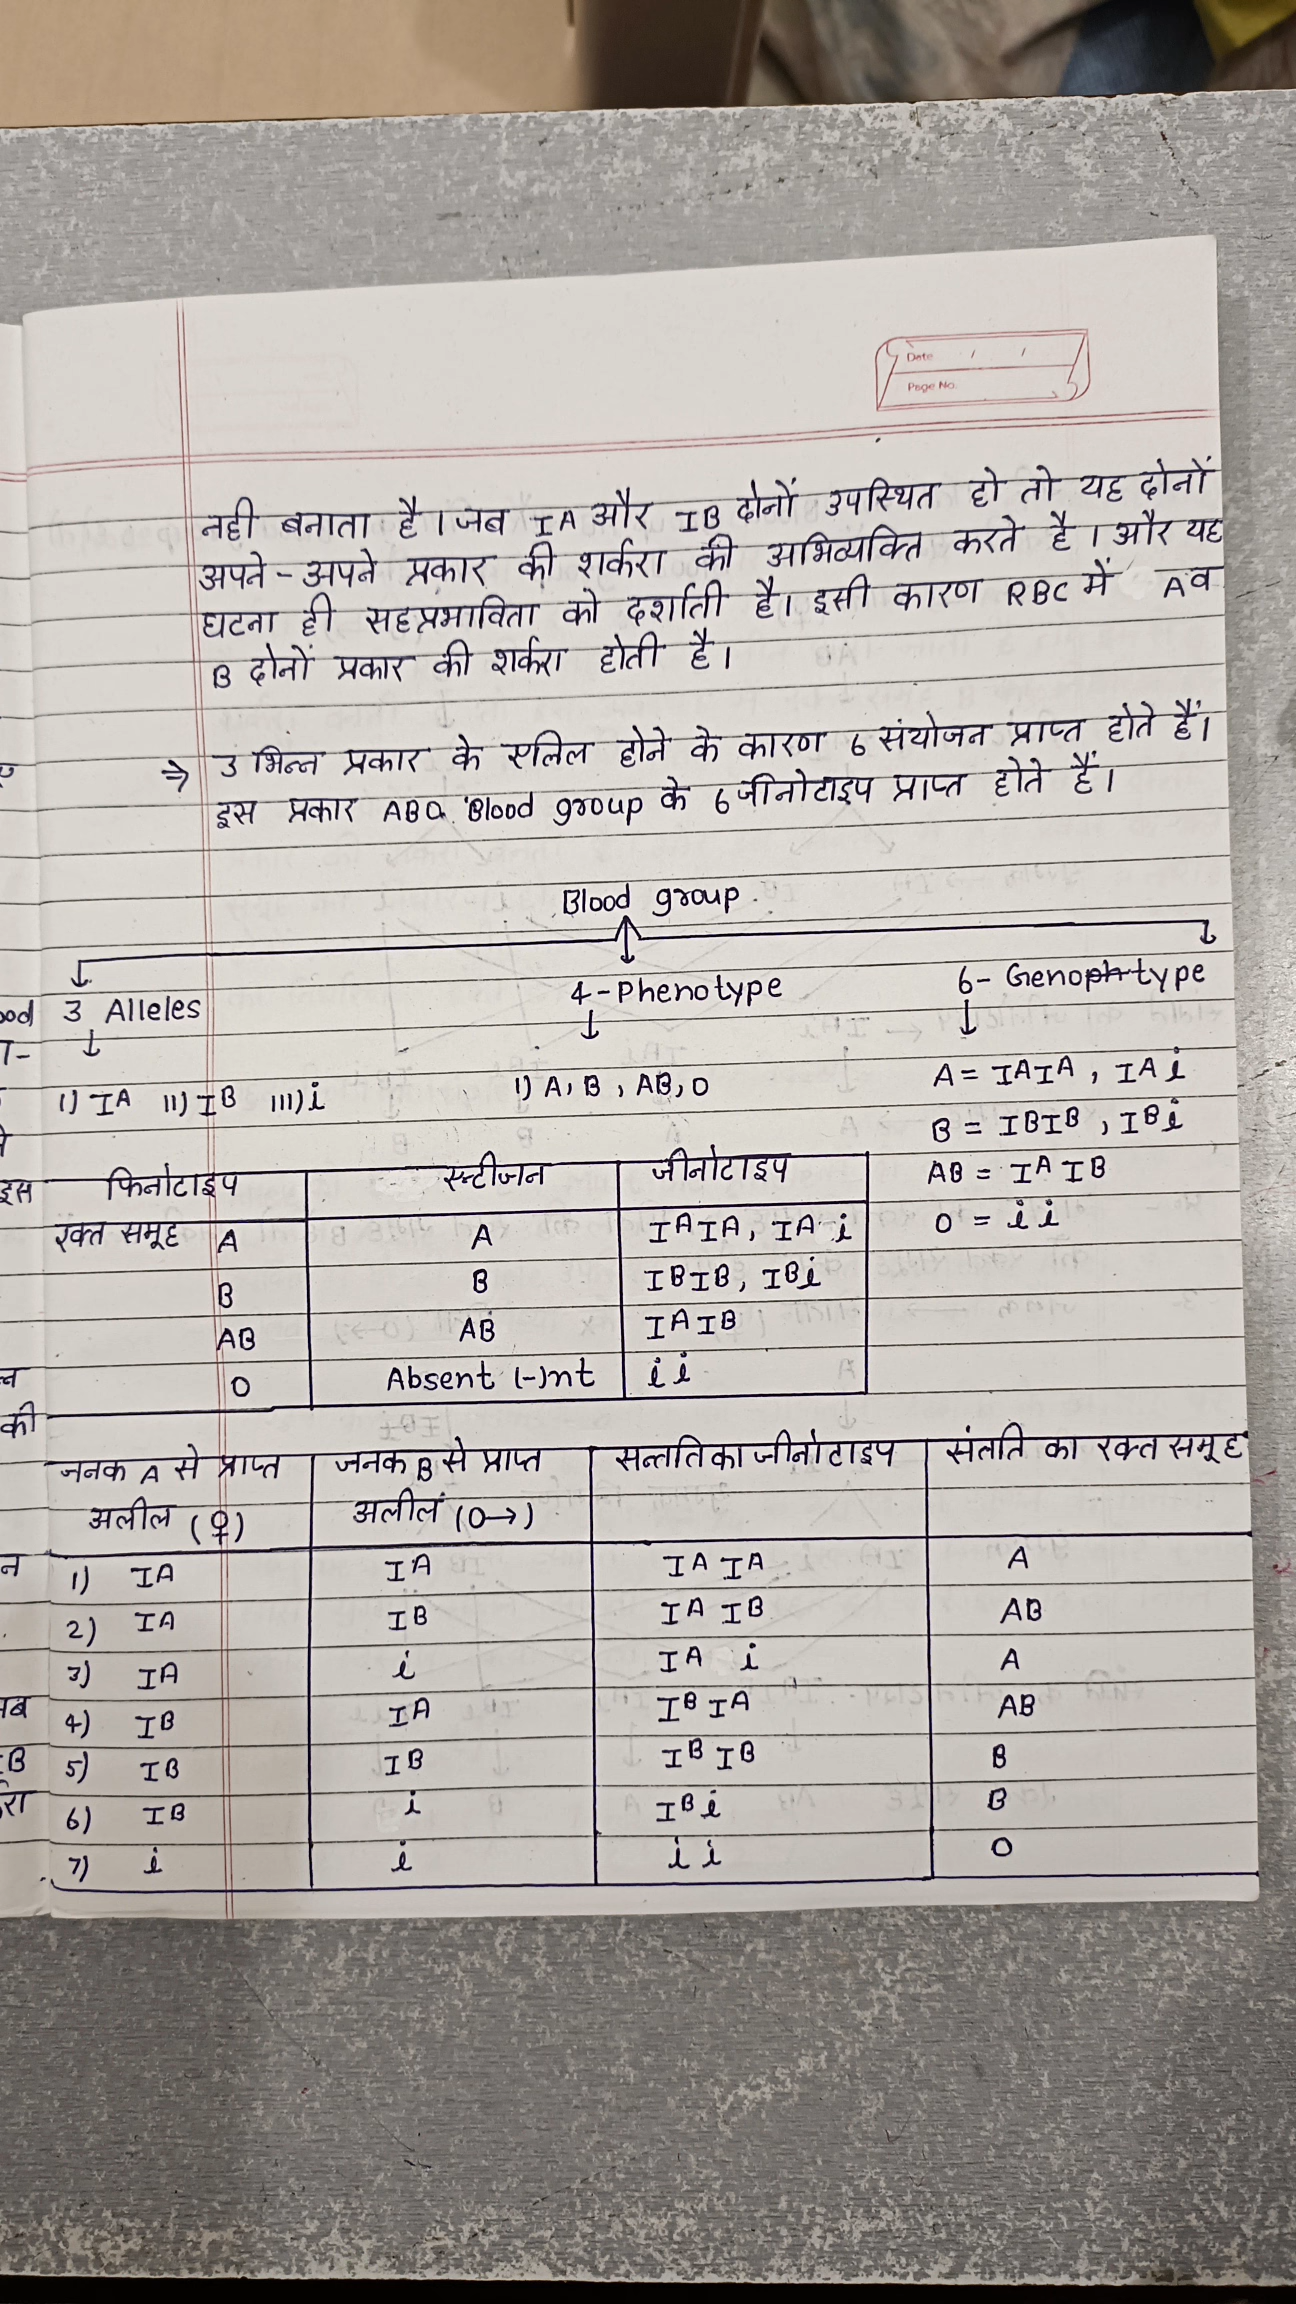 Date / /
Page No.
नही बनाता है। जब IA और IB दोनों उपस्थित हो तो यह दोनों
अपने - अपने प्रकार की शर्करा की अभिव्यक्ति करते है। और यह
घटना ही सहप्रभाविता को दर्शाती है। इसी कारण RBC में A व
B दोनों प्रकार की शर्करा होती है।
⇒ 3 भिन्न प्रकार के एलिल होने के कारण 6 संयोजन प्राप्त होते हैं।
इस प्रकार ABO Blood group के 6 जीनोटाइप प्राप्त होते हैं।
Blood group
3 Alleles 4-Phenotype 6- Genotype
I) IA II) IB III) i I) A, B, AB, O A = IAIA, IAi
B = IBIB, IBi
फिनोटाइप एन्टीजन जीनोटाइप AB = IA IB
रक्त समूह A A IAIA, IA i O = i i
B B IBIB, IBi
AB AB IAIB
O Absent (-)nt i i
जनक A से प्राप्त जनक B से प्राप्त सन्तति का जीनोटाइप संतति का रक्त समूह
अलील (♀) अलील (O→)
1) IA IA IA IA A
2) IA IB IA IB AB
3) IA i IA i A
4) IB IA IB IA AB
5) IB IB IB IB B
6) IB i IB i B
7) i i i i O